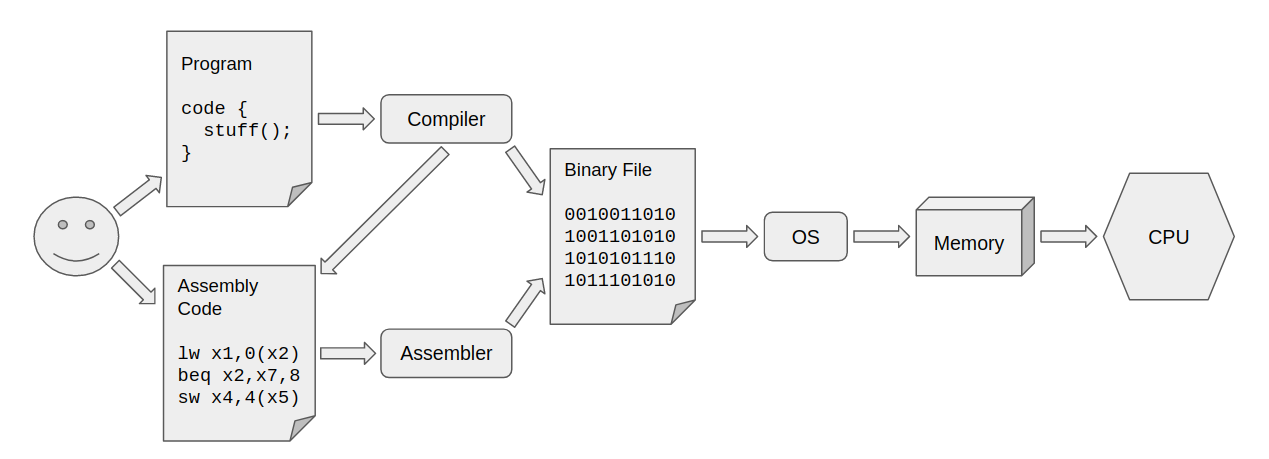 Program
code {
  stuff();
}
Compiler
Assembly
Code
lw x1,0(x2)
beq x2,x7,8
sw x4,4(x5)
Assembler
Binary File
0010011010
1001101010
1010101110
1011101010
OS
Memory
CPU